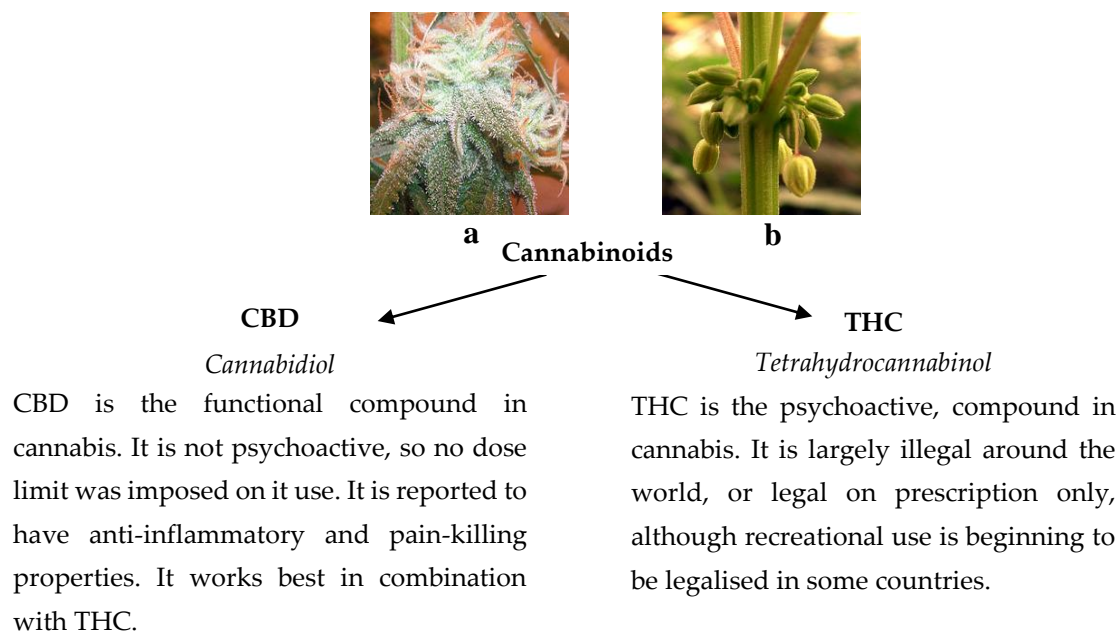 a
b
Cannabinoids
CBD
Cannabidiol
CBD is the functional compound in
cannabis. It is not psychoactive, so no dose
limit was imposed on it use. It is reported to
have anti-inflammatory and pain-killing
properties. It works best in combination
with THC.
THC
Tetrahydrocannabinol
THC is the psychoactive, compound in
cannabis. It is largely illegal around the
world, or legal on prescription only,
although recreational use is beginning to
be legalised in some countries.